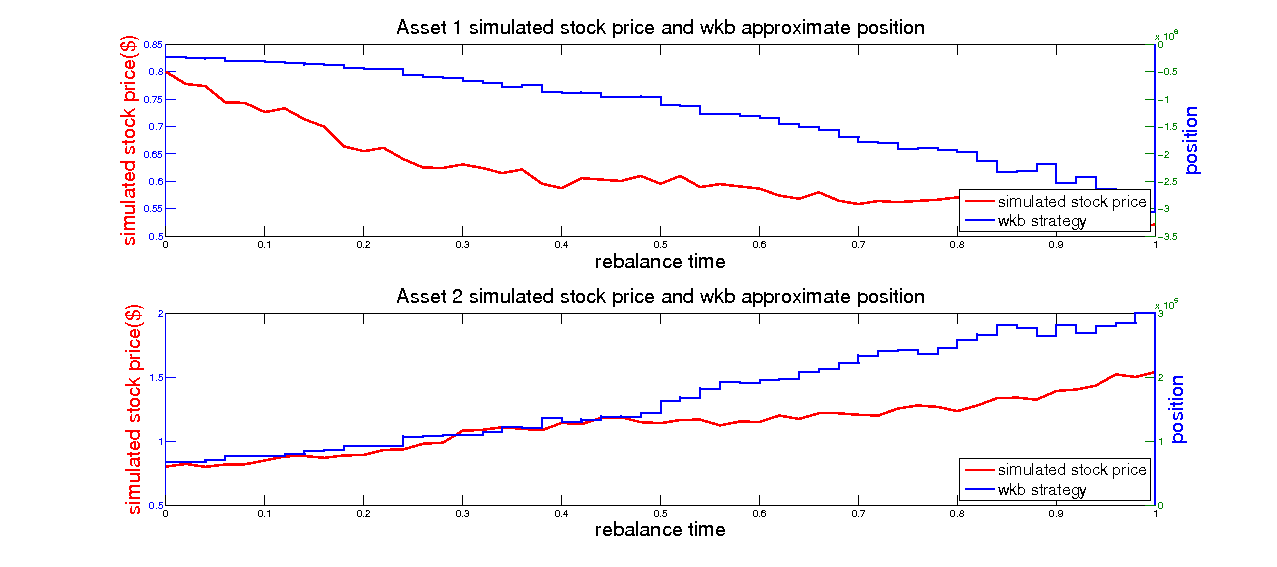 Asset 1 simulated stock price and wkb approximate position
simulated stock price($)
0.85
0.8
0.75
0.7
0.65
0.6
0.55
0.5
x 10^6
0
-0.5
-1
-1.5
-2
-2.5
-3
-3.5
position
simulated stock price
wkb strategy
0 0.1 0.2 0.3 0.4 0.5 0.6 0.7 0.8 0.9 1
rebalance time
Asset 2 simulated stock price and wkb approximate position
simulated stock price($)
2
1.5
1
0.5
x 10^5
3
2
1
0
position
simulated stock price
wkb strategy
0 0.1 0.2 0.3 0.4 0.5 0.6 0.7 0.8 0.9 1
rebalance time